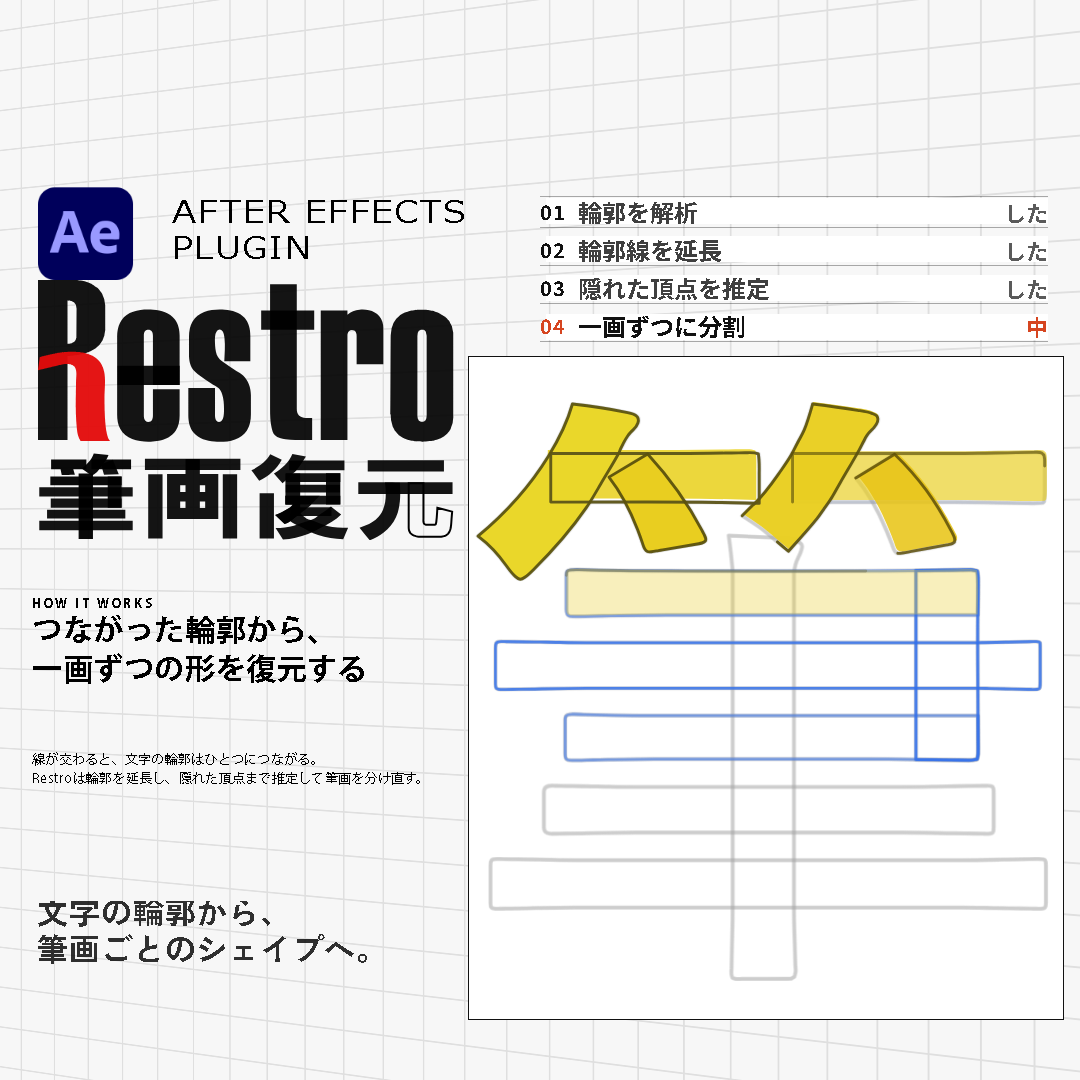 Ae
AFTER EFFECTS
PLUGIN
Restro
筆画復元
HOW IT WORKS
つながった輪郭から、
一画ずつの形を復元する
線が交わると、文字の輪郭はひとつにつながる。
Restroは輪郭を延長し、隠れた頂点まで推定して筆画を分け直す。
文字の輪郭から、
筆画ごとのシェイプへ。
01 輪郭を解析 した
02 輪郭線を延長 した
03 隠れた頂点を推定 した
04 一画ずつに分割 中
筆